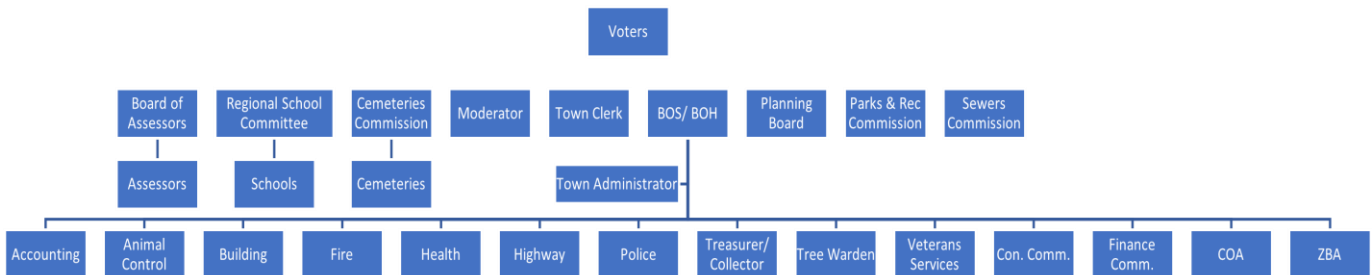 Voters
Board of
Assessors
Regional School
Committee
Cemeteries
Commission
Moderator
Town Clerk
BOS/ BOH
Planning
Board
Parks & Rec
Commission
Sewers
Commission
Assessors
Schools
Cemeteries
Town Administrator
Accounting
Animal
Control
Building
Fire
Health
Highway
Police
Treasurer/
Collector
Tree Warden
Veterans
Services
Con. Comm.
Finance
Comm.
COA
ZBA